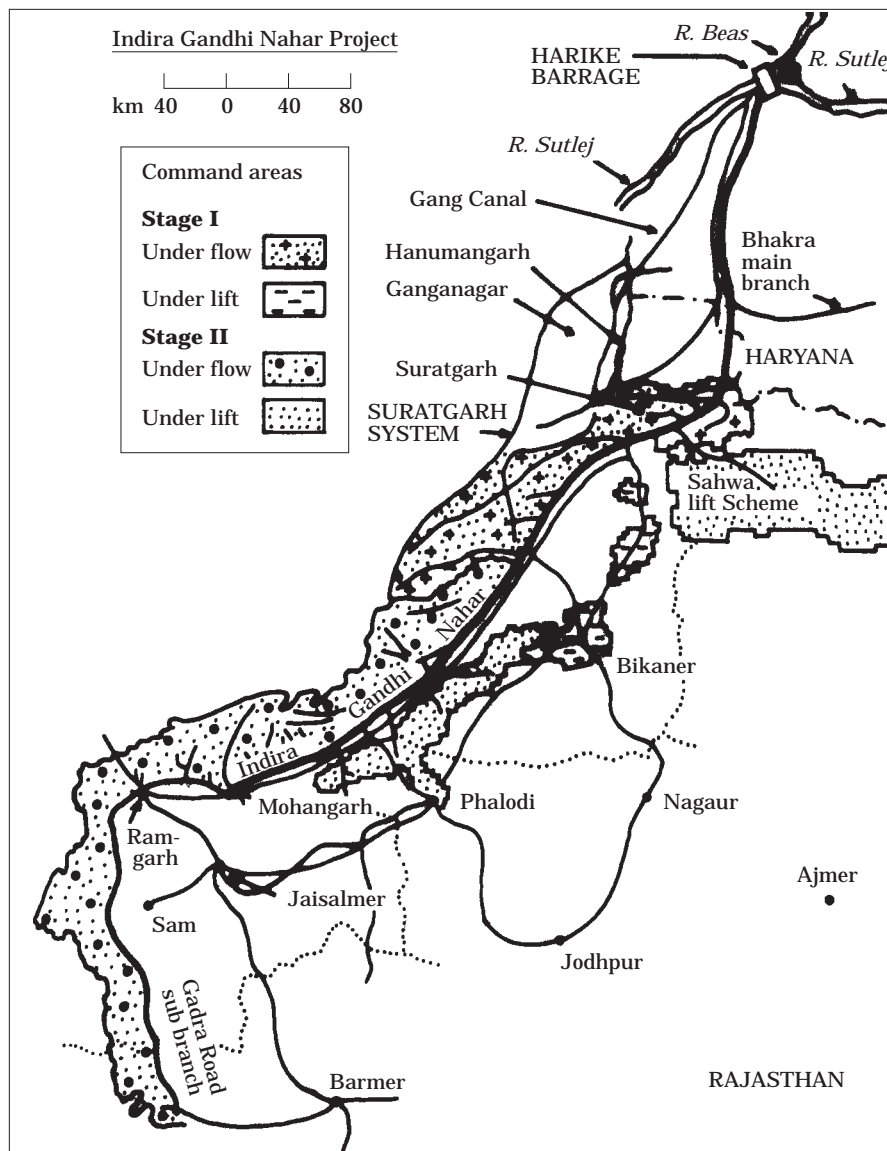 Indira Gandhi Nahar Project
km 40 0 40 80
Command areas
Stage I
Under flow
Under lift
Stage II
Under flow
Under lift
R. Beas
HARIKE
BARRAGE
R. Sutlej
R. Sutlej
Gang Canal
Hanumangarh
Ganganagar
Bhakra
main
branch
HARYANA
Suratgarh
SURATGARH
SYSTEM
Sahwa
lift Scheme
Indira Gandhi Nahar
Bikaner
Mohangarh
Phalodi
Nagaur
Ram-
garh
Jaisalmer
Ajmer
Sam
Jodhpur
Gadra Road
sub branch
Barmer
RAJASTHAN